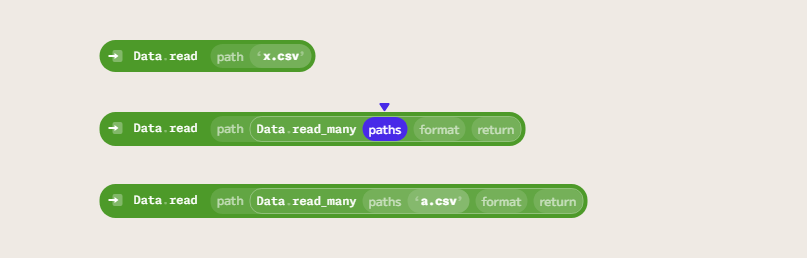 Data.read path 'x.csv'
Data.read path Data.read_many paths format return
Data.read path Data.read_many paths 'a.csv' format return